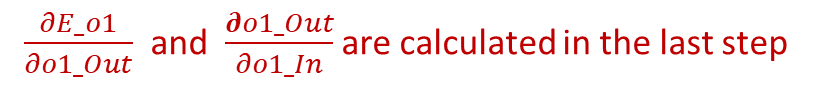 ∂E_o1/∂o1_Out and ∂o1_Out/∂o1_In are calculated in the last step